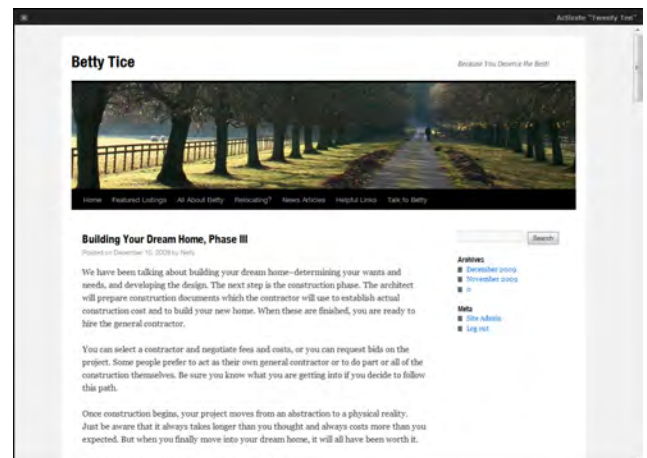 Activate "Twenty Ten"
Betty Tice
Because You Deserve the Best!
Home Featured Listings All About Betty Relocating? News Articles Helpful Links Talk to Betty
Building Your Dream Home, Phase III
Posted on December 10, 2009 by
We have been talking about building your dream home–determining your wants and
needs, and developing the design. The next step is the construction phase. The architect
will prepare construction documents which the contractor will use to establish actual
construction cost and to build your new home. When these are finished, you are ready to
hire the general contractor.
You can select a contractor and negotiate fees and costs, or you can request bids on the
project. Some people prefer to act as their own general contractor or to do part or all of the
construction themselves. Be sure you know what you are getting into if you decide to follow
this path.
Once construction begins, your project moves from an abstraction to a physical reality.
Just be aware that it always takes longer than you thought and always costs more than you
expected. But when you finally move into your dream home, it will all have been worth it.
Search
Archives
December 2009
November 2009
0
Meta
Site Admin
Log out